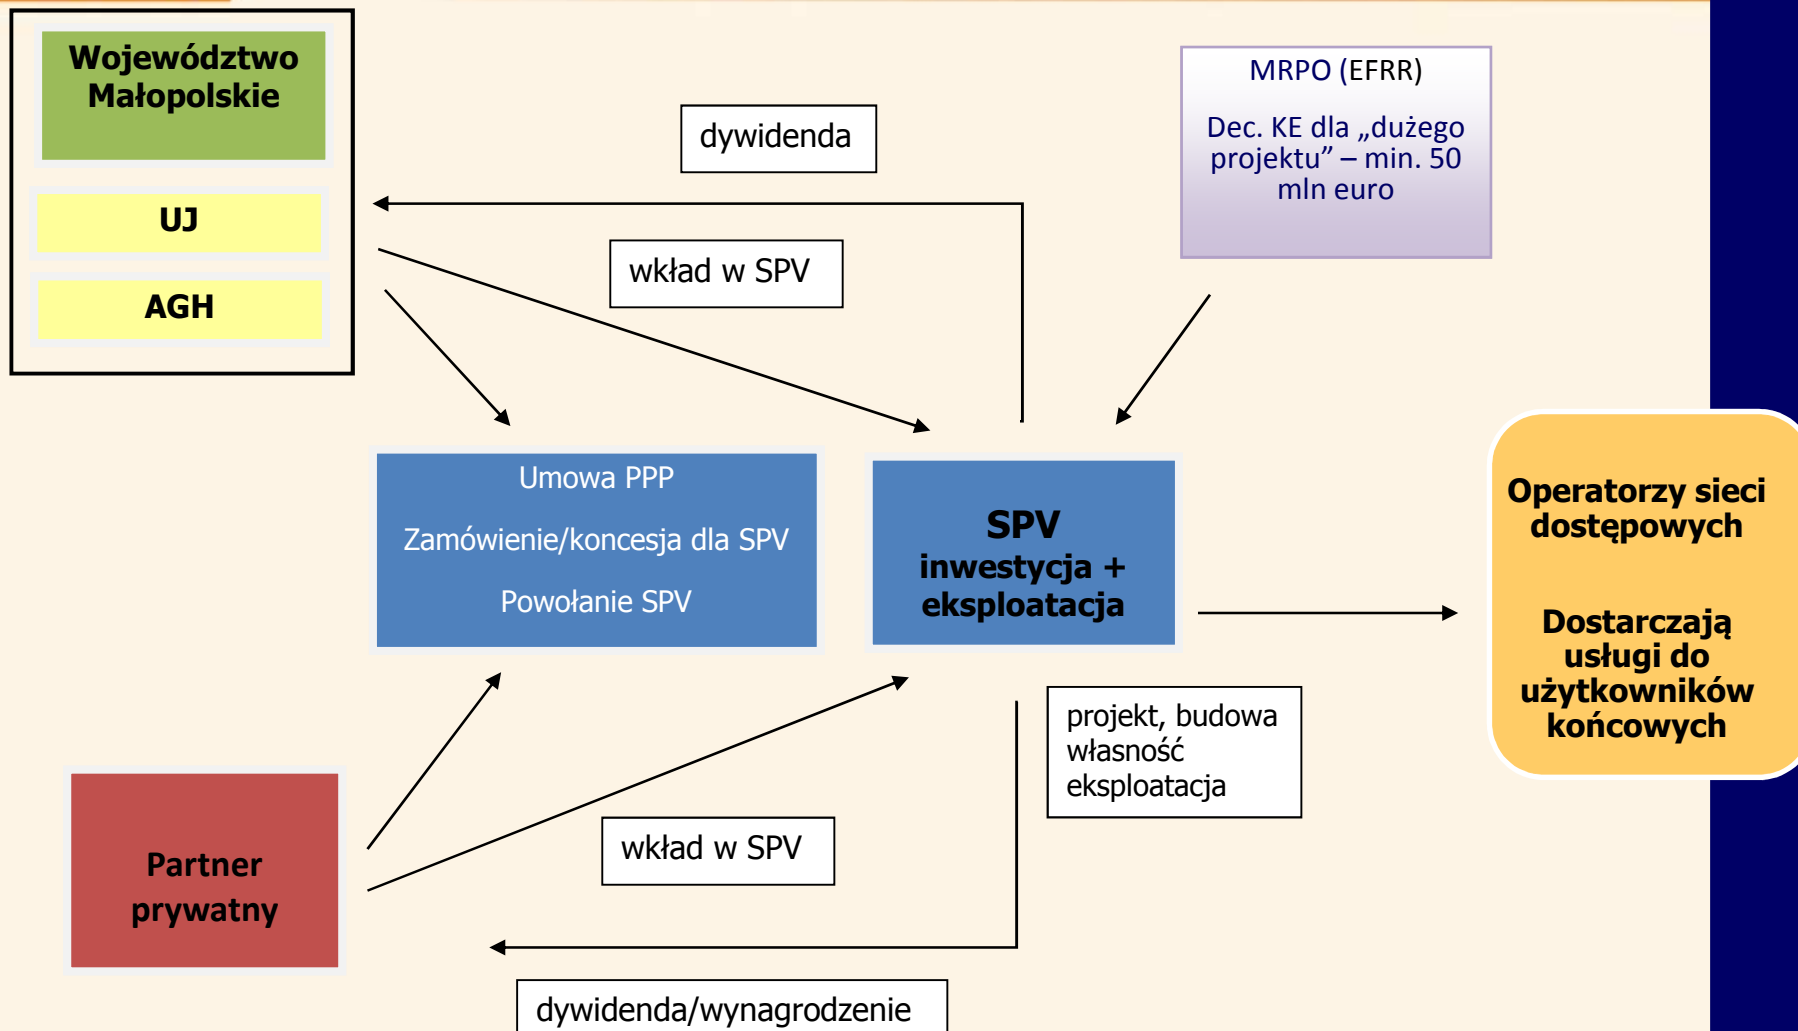 Województwo
Małopolskie
UJ
AGH
dywidenda
wkład w SPV
MRPO (EFRR)
Dec. KE dla „dużego
projektu” – min. 50
mln euro
Umowa PPP
Zamówienie/koncesja dla SPV
Powołanie SPV
SPV
inwestycja +
eksploatacja
Operatorzy sieci
dostępowych
Dostarczają
usługi do
użytkowników
końcowych
projekt, budowa
własność
eksploatacja
Partner
prywatny
wkład w SPV
dywidenda/wynagrodzenie